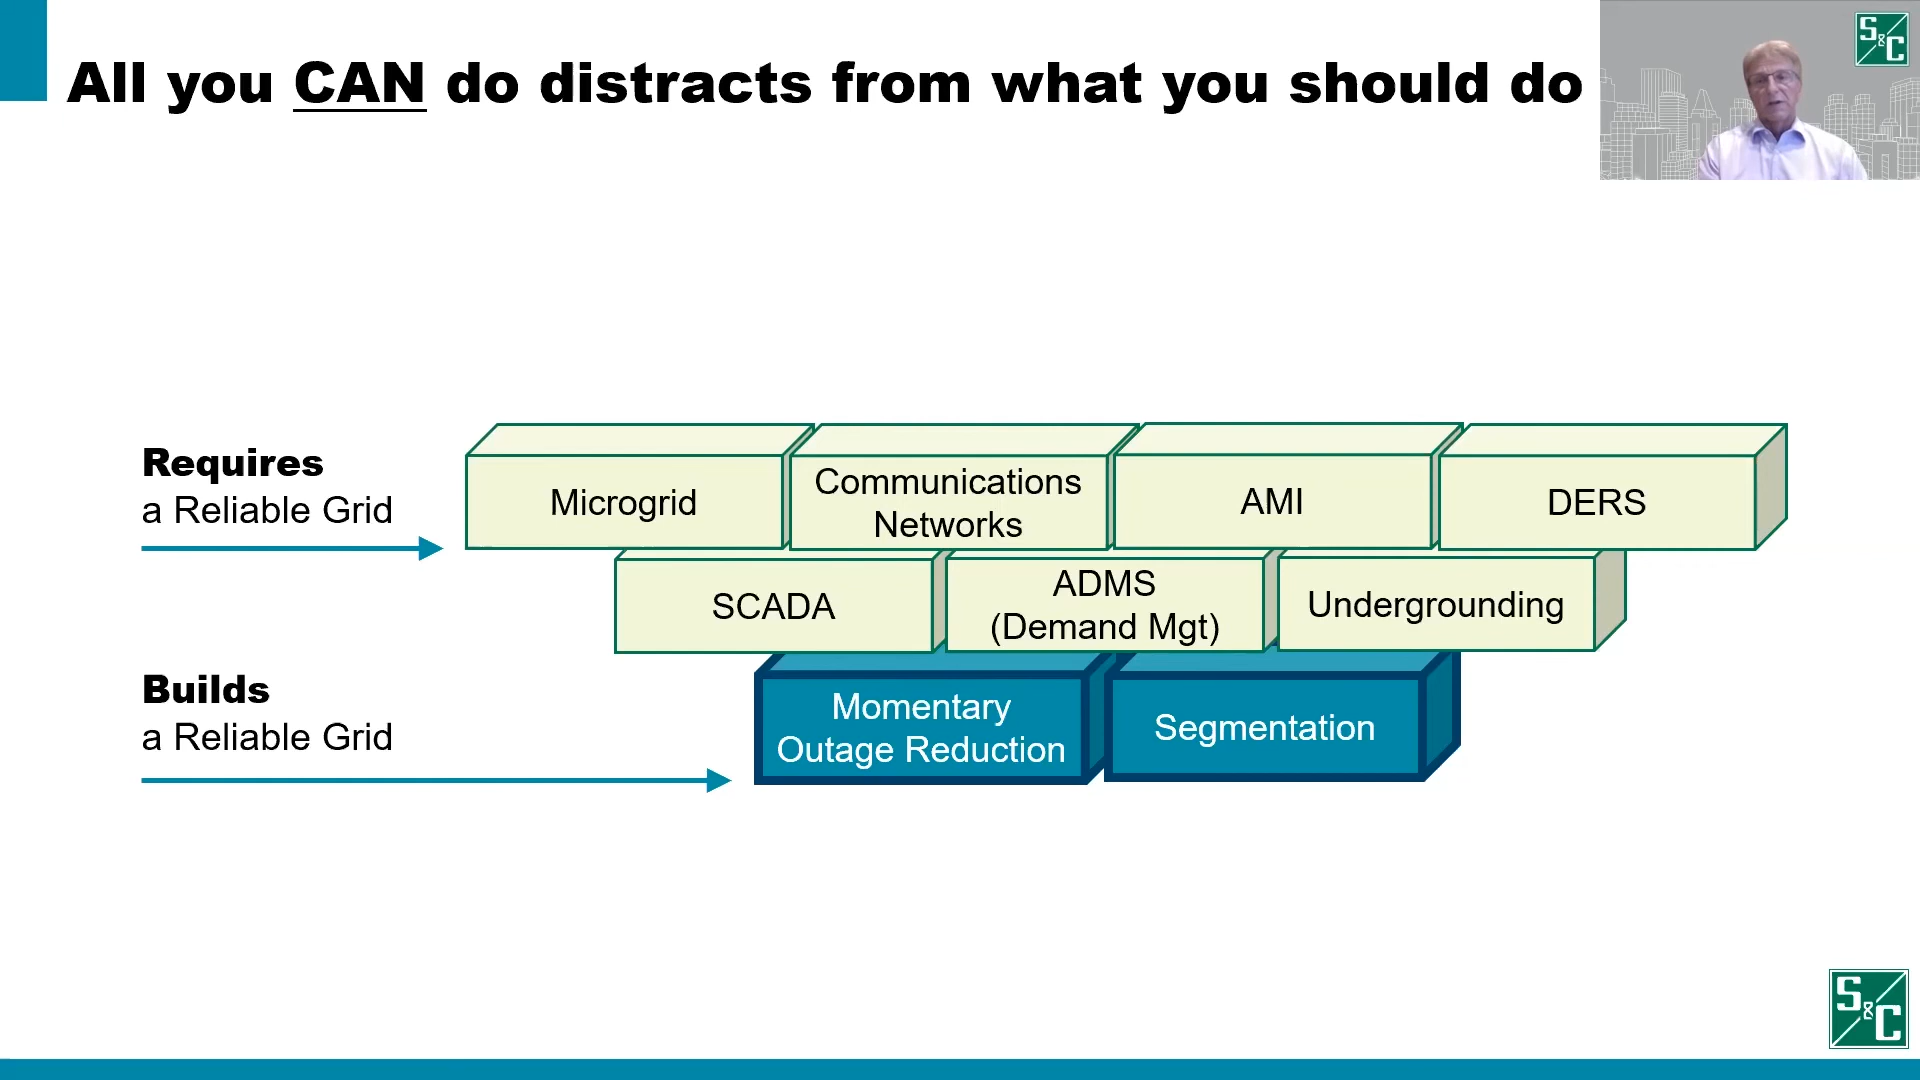 All you CAN do distracts from what you should do
S&C
Requires
a Reliable Grid
Microgrid
Communications
Networks
AMI
DERS
SCADA
ADMS
(Demand Mgt)
Undergrounding
Builds
a Reliable Grid
Momentary
Outage Reduction
Segmentation
S&C